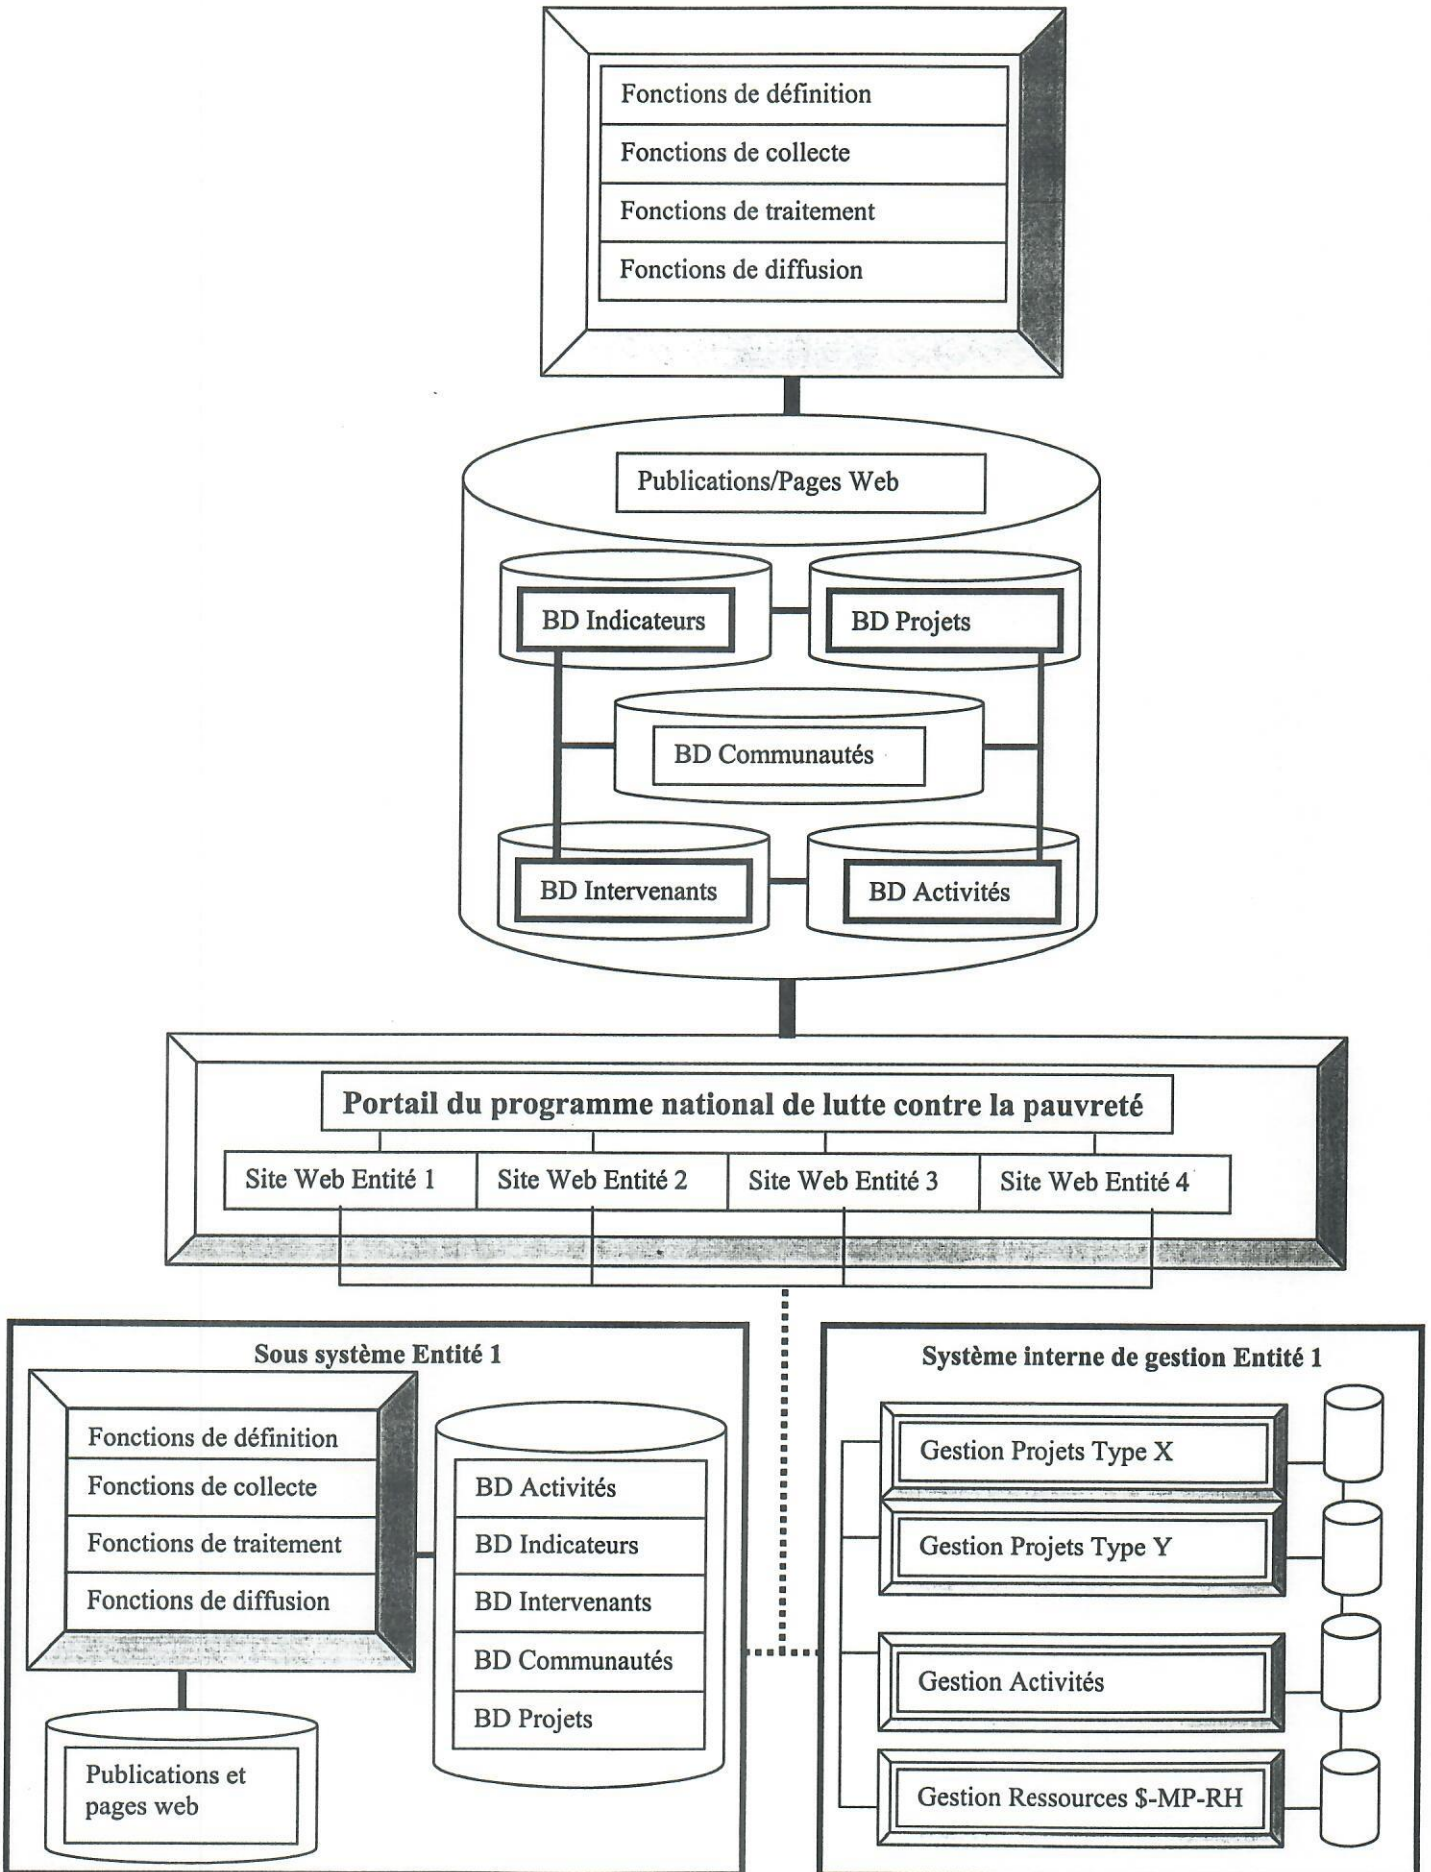 Fonctions de définition
Fonctions de collecte
Fonctions de traitement
Fonctions de diffusion
Publications/Pages Web
BD Indicateurs
BD Projets
BD Communautés
BD Intervenants
BD Activités
Portail du programme national de lutte contre la pauvreté
Site Web Entité 1
Site Web Entité 2
Site Web Entité 3
Site Web Entité 4
Sous système Entité 1
Fonctions de définition
Fonctions de collecte
Fonctions de traitement
Fonctions de diffusion
Publications et
pages web
BD Activités
BD Indicateurs
BD Intervenants
BD Communautés
BD Projets
Système interne de gestion Entité 1
Gestion Projets Type X
Gestion Projets Type Y
Gestion Activités
Gestion Ressources $-MP-RH